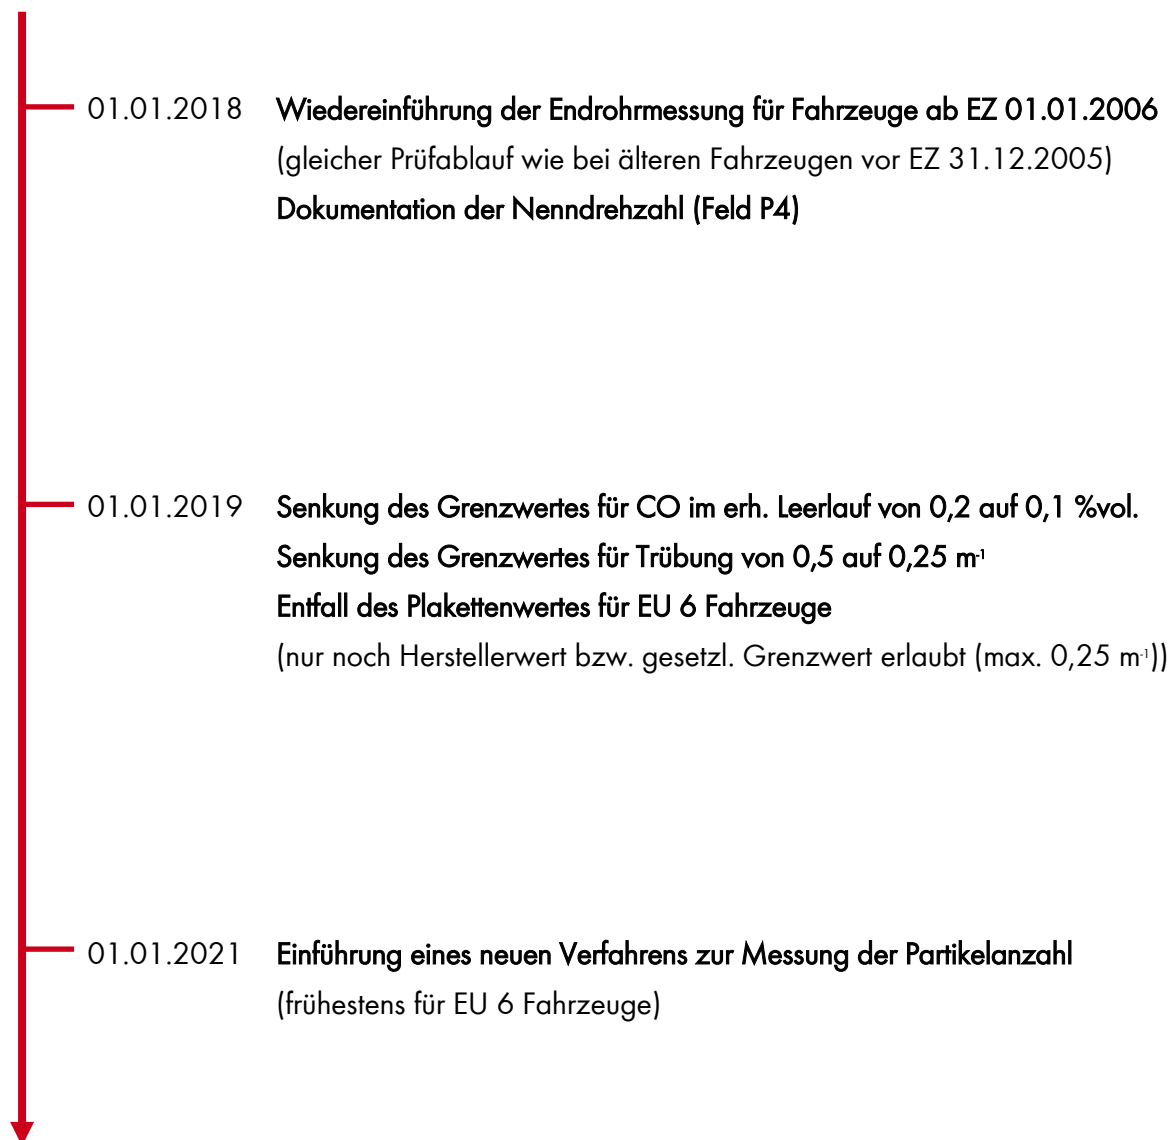 01.01.2018 Wiedereinführung der Endrohrmessung für Fahrzeuge ab EZ 01.01.2006
(gleicher Prüfablauf wie bei älteren Fahrzeugen vor EZ 31.12.2005)
Dokumentation der Nenndrehzahl (Feld P4)
01.01.2019 Senkung des Grenzwertes für CO im erh. Leerlauf von 0,2 auf 0,1 %vol.
Senkung des Grenzwertes für Trübung von 0,5 auf 0,25 m⁻¹
Entfall des Plakettenwertes für EU 6 Fahrzeuge
(nur noch Herstellerwert bzw. gesetzl. Grenzwert erlaubt (max. 0,25 m⁻¹))
01.01.2021 Einführung eines neuen Verfahrens zur Messung der Partikelanzahl
(frühestens für EU 6 Fahrzeuge)